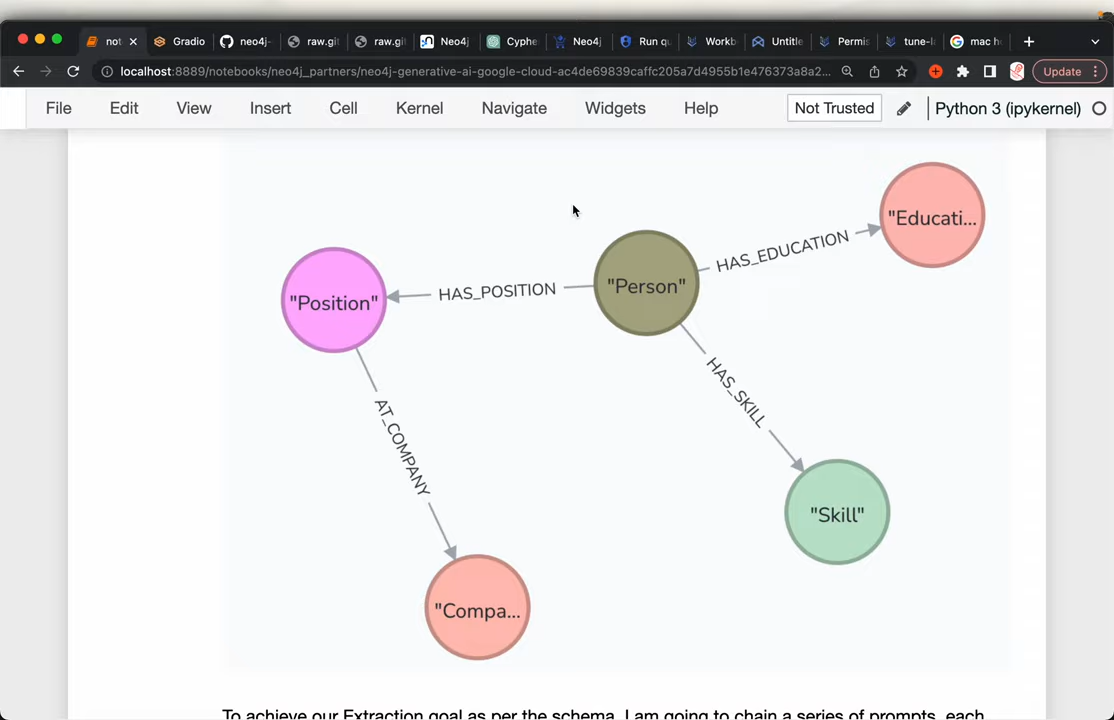 not
Gradio
neo4j-
raw.git
raw.git
Neo4j
Cyphe
Neo4j
Run qu
Workb
Untitle
Permis
tune-l
mac h
localhost:8889/notebooks/neo4j_partners/neo4j-generative-ai-google-cloud-ac4de69839caffc205a7d4955b1e476373a8a2...
Update
File
Edit
View
Insert
Cell
Kernel
Navigate
Widgets
Help
Not Trusted
Python 3 (ipykernel)
"Educati...
HAS_EDUCATION
"Person"
HAS_POSITION
"Position"
HAS_SKILL
AT_COMPANY
"Skill"
"Compa...
To achieve our Extraction goal as per the schema, I am going to chain a series of prompts, each